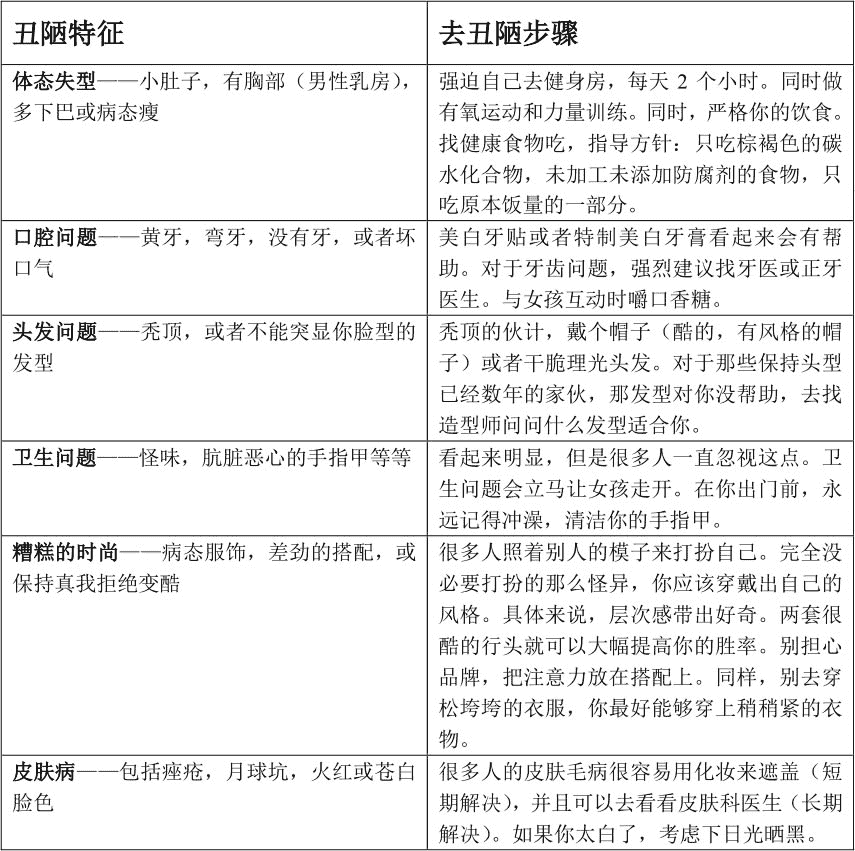 丑陋特征
去丑陋步骤
体态失型——小肚子，有胸部（男性乳房），
多下巴或病态瘦
强迫自己去健身房，每天 2 个小时。同时做
有氧运动和力量训练。同时，严格你的饮食。
找健康食物吃，指导方针：只吃棕褐色的碳
水化合物，未加工未添加防腐剂的食物，只
吃原本饭量的一部分。
口腔问题——黄牙，弯牙，没有牙，或者坏
口气
美白牙贴或者特制美白牙膏看起来会有帮
助。对于牙齿问题，强烈建议找牙医或正牙
医生。与女孩互动时嚼口香糖。
头发问题——秃顶，或者不能突显你脸型的
发型
秃顶的伙计，戴个帽子（酷的，有风格的帽
子）或者干脆理光头发。对于那些保持头型
已经数年的家伙，那发型对你没帮助，去找
造型师问问什么发型适合你。
卫生问题——怪味，肮脏恶心的手指甲等等
看起来明显，但是很多人一直忽视这点。卫
生问题会立马让女孩走开。在你出门前，永
远记得冲澡，清洁你的手指甲。
糟糕的时尚——病态服饰，差劲的搭配，或
保持真我拒绝变酷
很多人照着别人的模子来打扮自己。完全没
必要打扮的那么怪异，你应该穿戴出自己的
风格。具体来说，层次感带出好奇。两套很
酷的行头就可以大幅提高你的胜率。别担心
品牌，把注意力放在搭配上。同样，别去穿
松垮垮的衣服，你最好能够穿上稍稍紧的衣
物。
皮肤病——包括痤疮，月球坑，火红或苍白
脸色
很多人的皮肤毛病很容易用化妆来遮盖（短
期解决），并且可以去看看皮肤科医生（长期
解决）。如果你太白了，考虑下日光晒黑。